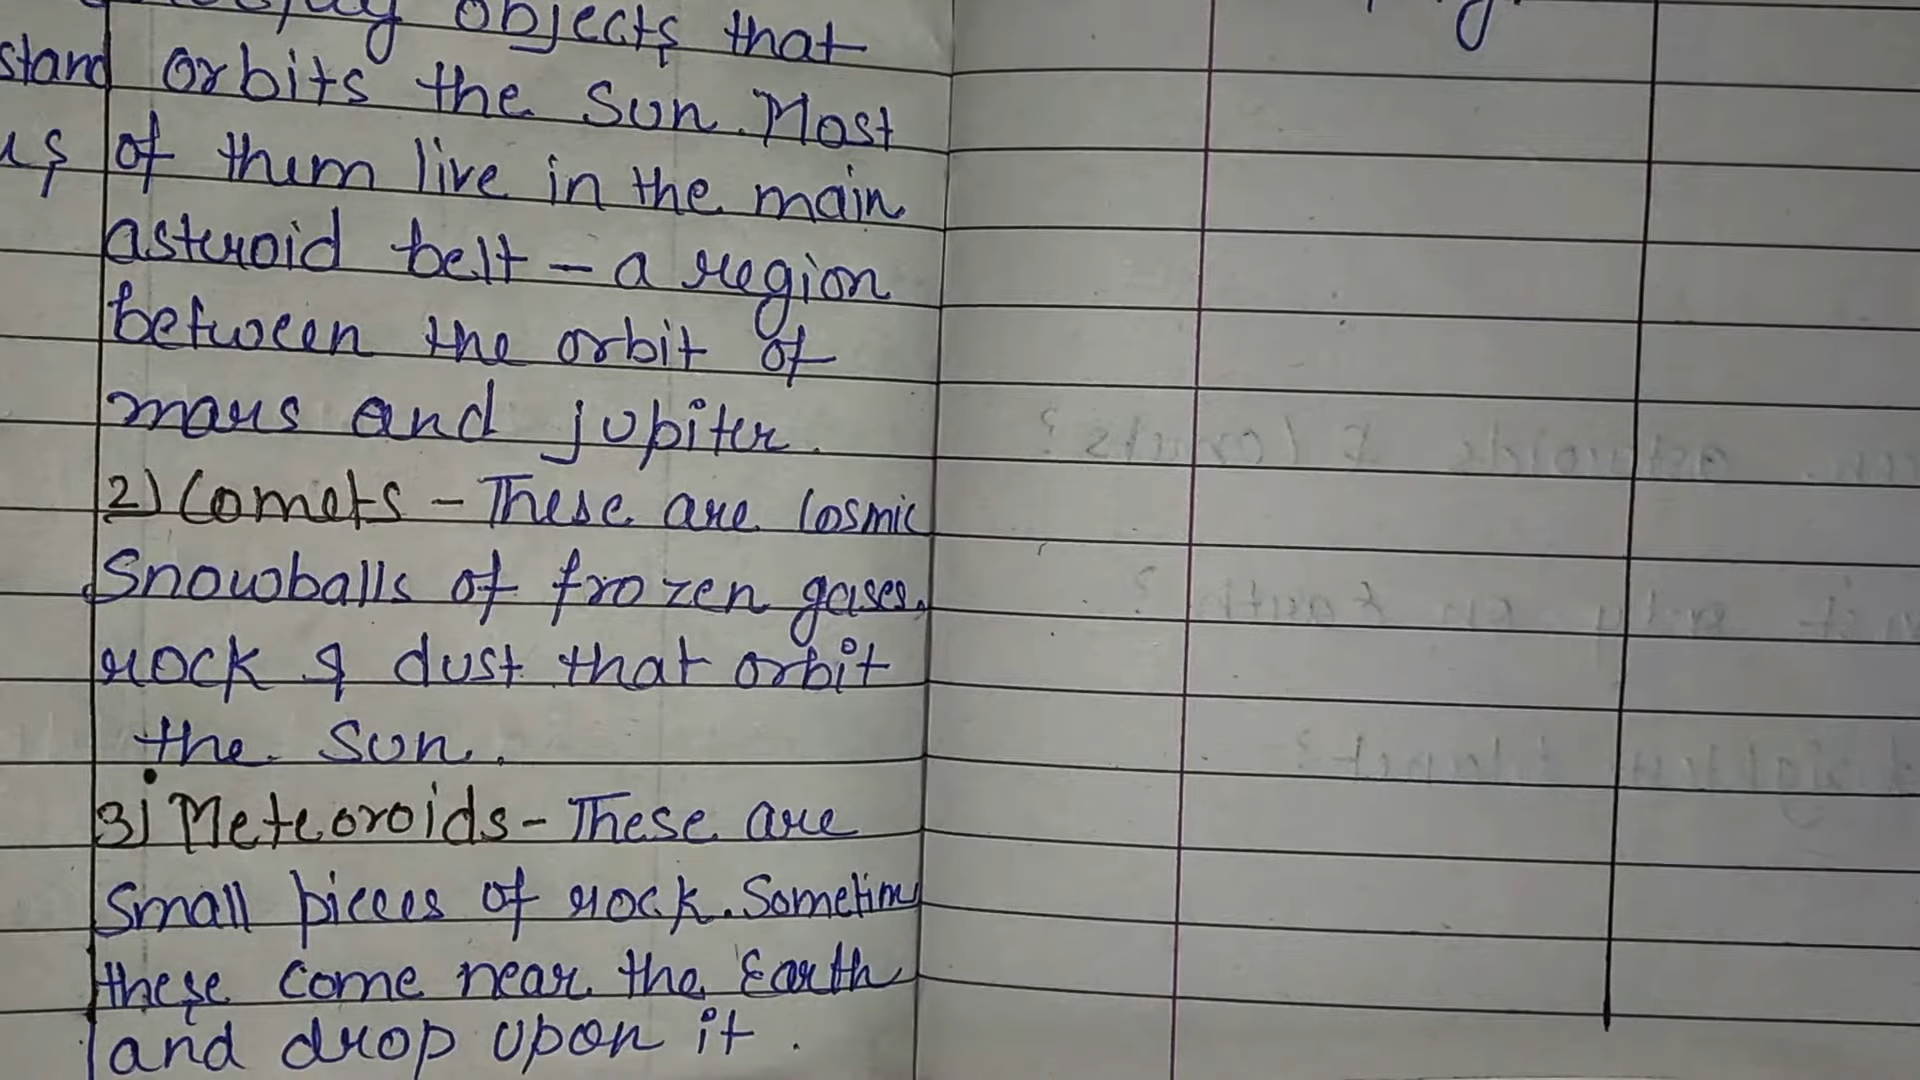 objects that
stand orbits the Sun. Most
us of them live in the main
asteroid belt - a region
between the orbit of
mars and jupiter.
2) Comets - These are Cosmic
Snowballs of frozen gases,
rock & dust that orbit
the Sun.
3) Meteoroids - These are
Small pieces of rock. Sometim
these come near the Earth
and drop upon it.